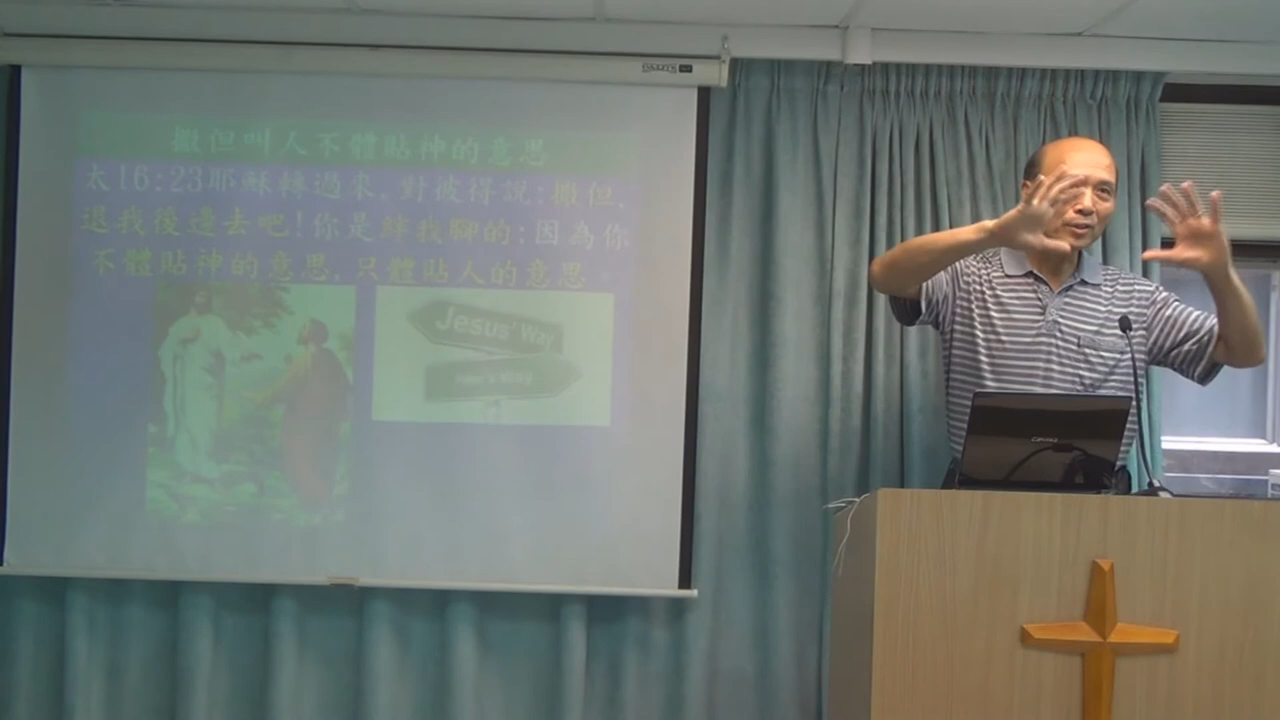 撒但叫人不體貼神的意思
太16:23耶穌轉過來,對彼得說:撒但,
退我後邊去吧!你是絆我腳的:因為你
不體貼神的意思,只體貼人的意思
Jesus' Way